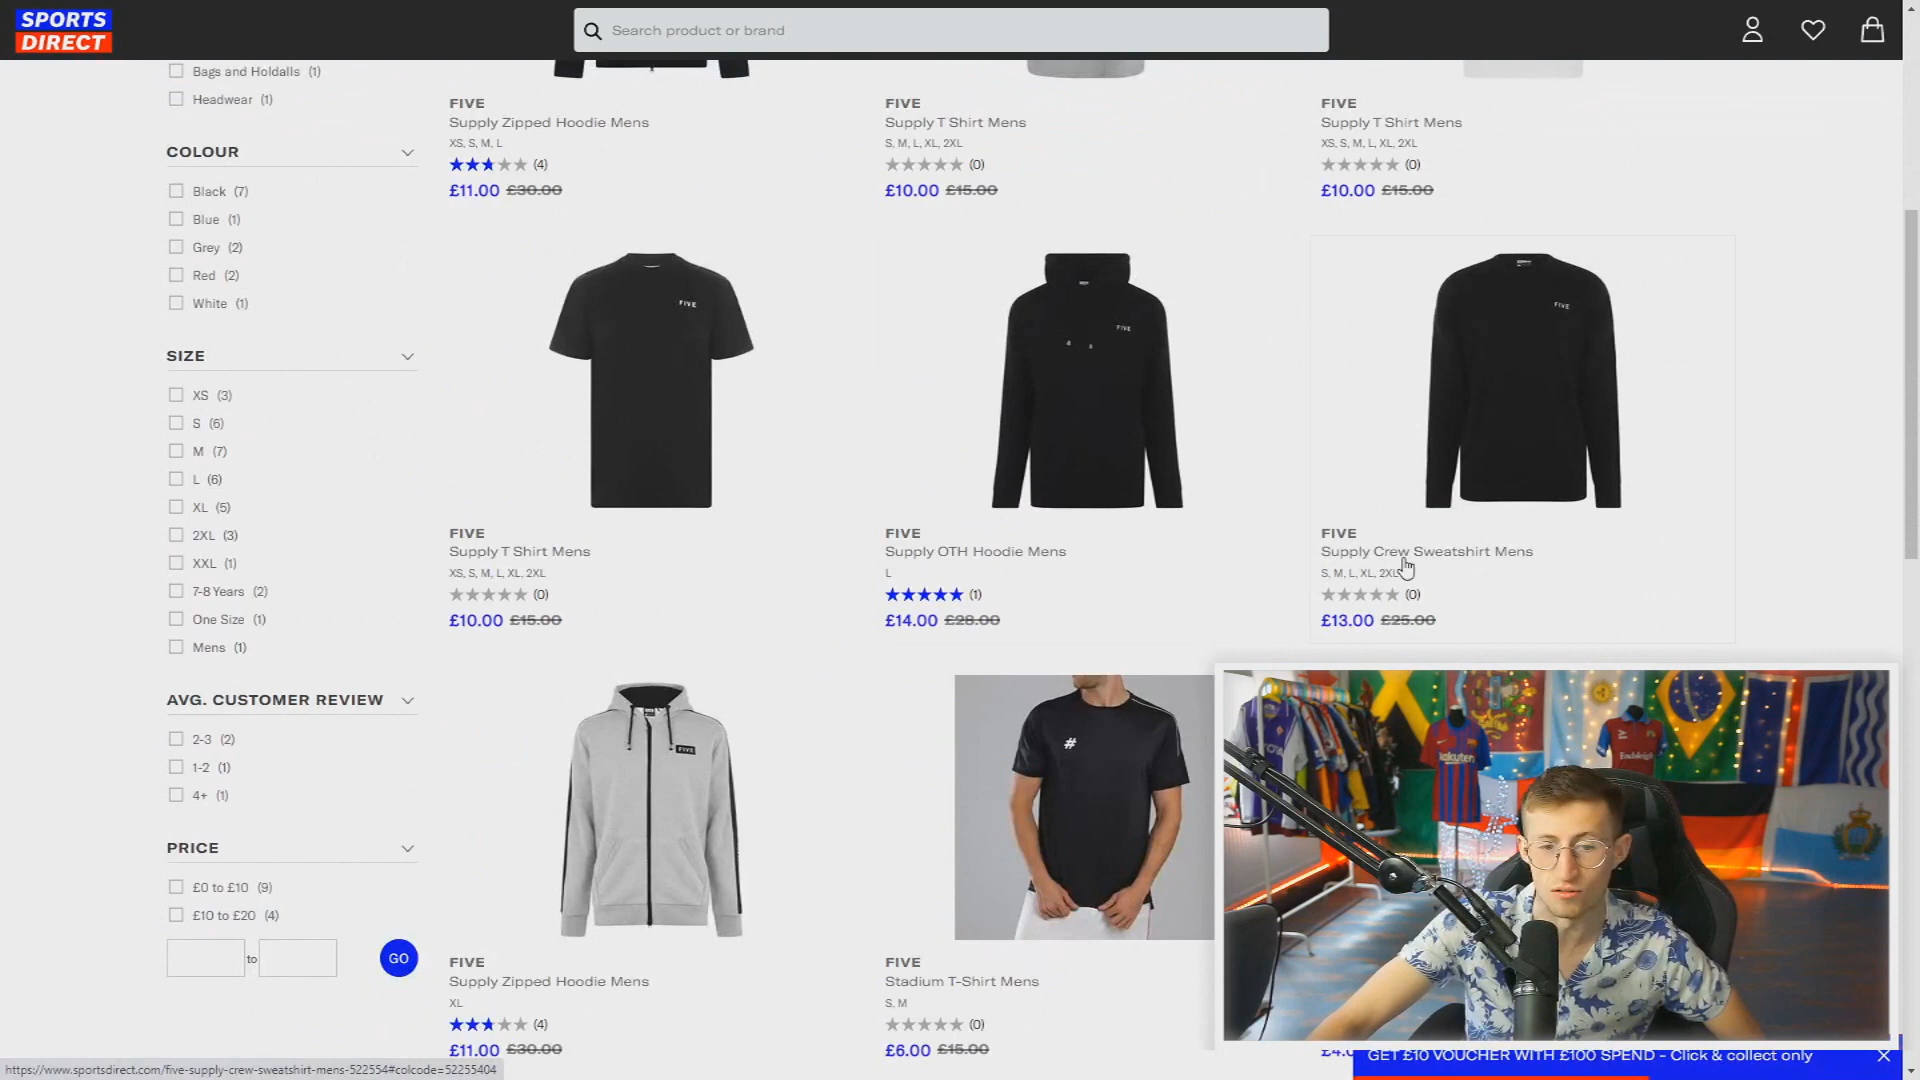 SPORTS
DIRECT
Search product or brand
Bags and Holdalls (1)
Headwear (1)
COLOUR
Black (7)
Blue (1)
Grey (2)
Red (2)
White (1)
SIZE
XS (3)
S (6)
M (7)
L (6)
XL (5)
2XL (3)
XXL (1)
7-8 Years (2)
One Size (1)
Mens (1)
AVG. CUSTOMER REVIEW
2-3 (2)
1-2 (1)
4+ (1)
PRICE
£0 to £10 (9)
£10 to £20 (4)
to
GO
FIVE
Supply Zipped Hoodie Mens
XS, S, M, L
(4)
£11.00 £30.00
FIVE
Supply T Shirt Mens
S, M, L, XL, 2XL
(0)
£10.00 £15.00
FIVE
Supply T Shirt Mens
XS, S, M, L, XL, 2XL
(0)
£10.00 £15.00
FIVE
FIVE
Supply T Shirt Mens
XS, S, M, L, XL, 2XL
(0)
£10.00 £15.00
FIVE
FIVE
Supply OTH Hoodie Mens
L
(1)
£14.00 £28.00
FIVE
FIVE
Supply Crew Sweatshirt Mens
S, M, L, XL, 2XL
(0)
£13.00 £25.00
FIVE
FIVE
Supply Zipped Hoodie Mens
XL
(4)
£11.00 £30.00
#
FIVE
Stadium T-Shirt Mens
S, M
(0)
£6.00 £15.00
Rakuten
GET £10 VOUCHER WITH £100 SPEND - Click & collect only
https://www.sportsdirect.com/five-supply-crew-sweatshirt-mens-522554#colcode=52255404